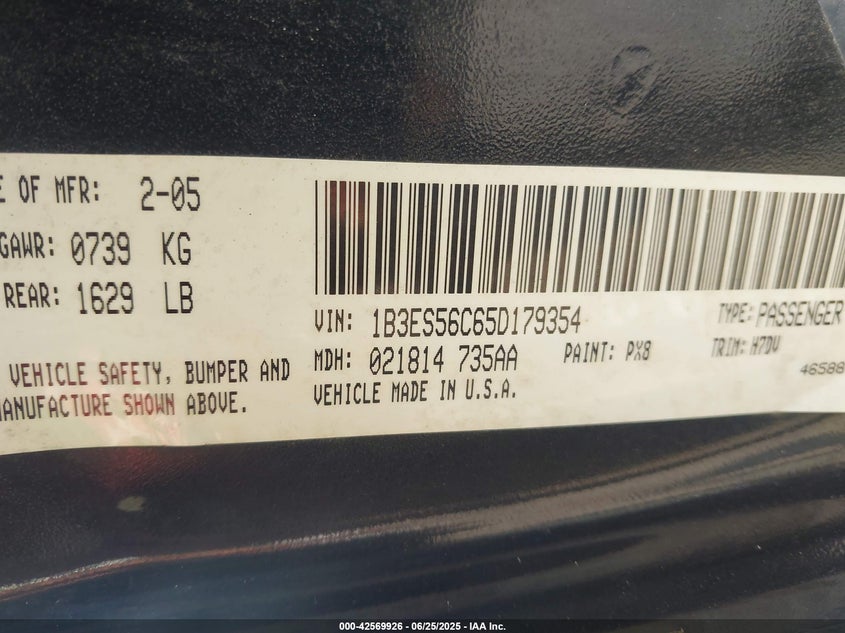 E OF MFR: 2-05
GAWR: 0739 KG
REAR: 1629 LB
VEHICLE SAFETY, BUMPER AND
MANUFACTURE SHOWN ABOVE.
VIN: 1B3ES56C65D179354
TYPE: PASSENGER
MDH: 021814 735AA
PAINT: PX8
TRIM: H7DV
VEHICLE MADE IN U.S.A.
46588
000-42569926 - 06/25/2025 - IAA Inc.